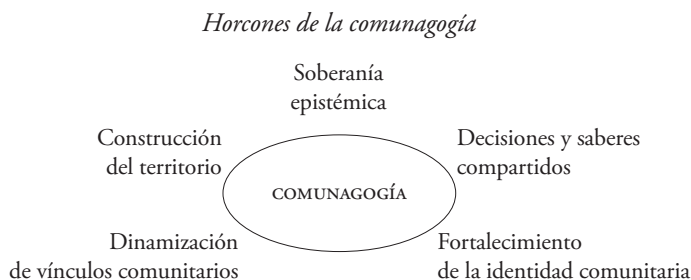 Horcones de la comunagogía
Soberanía
epistémica
Construcción
del territorio
Decisiones y saberes
compartidos
COMUNAGOGÍA
Dinamización
de vínculos comunitarios
Fortalecimiento
de la identidad comunitaria